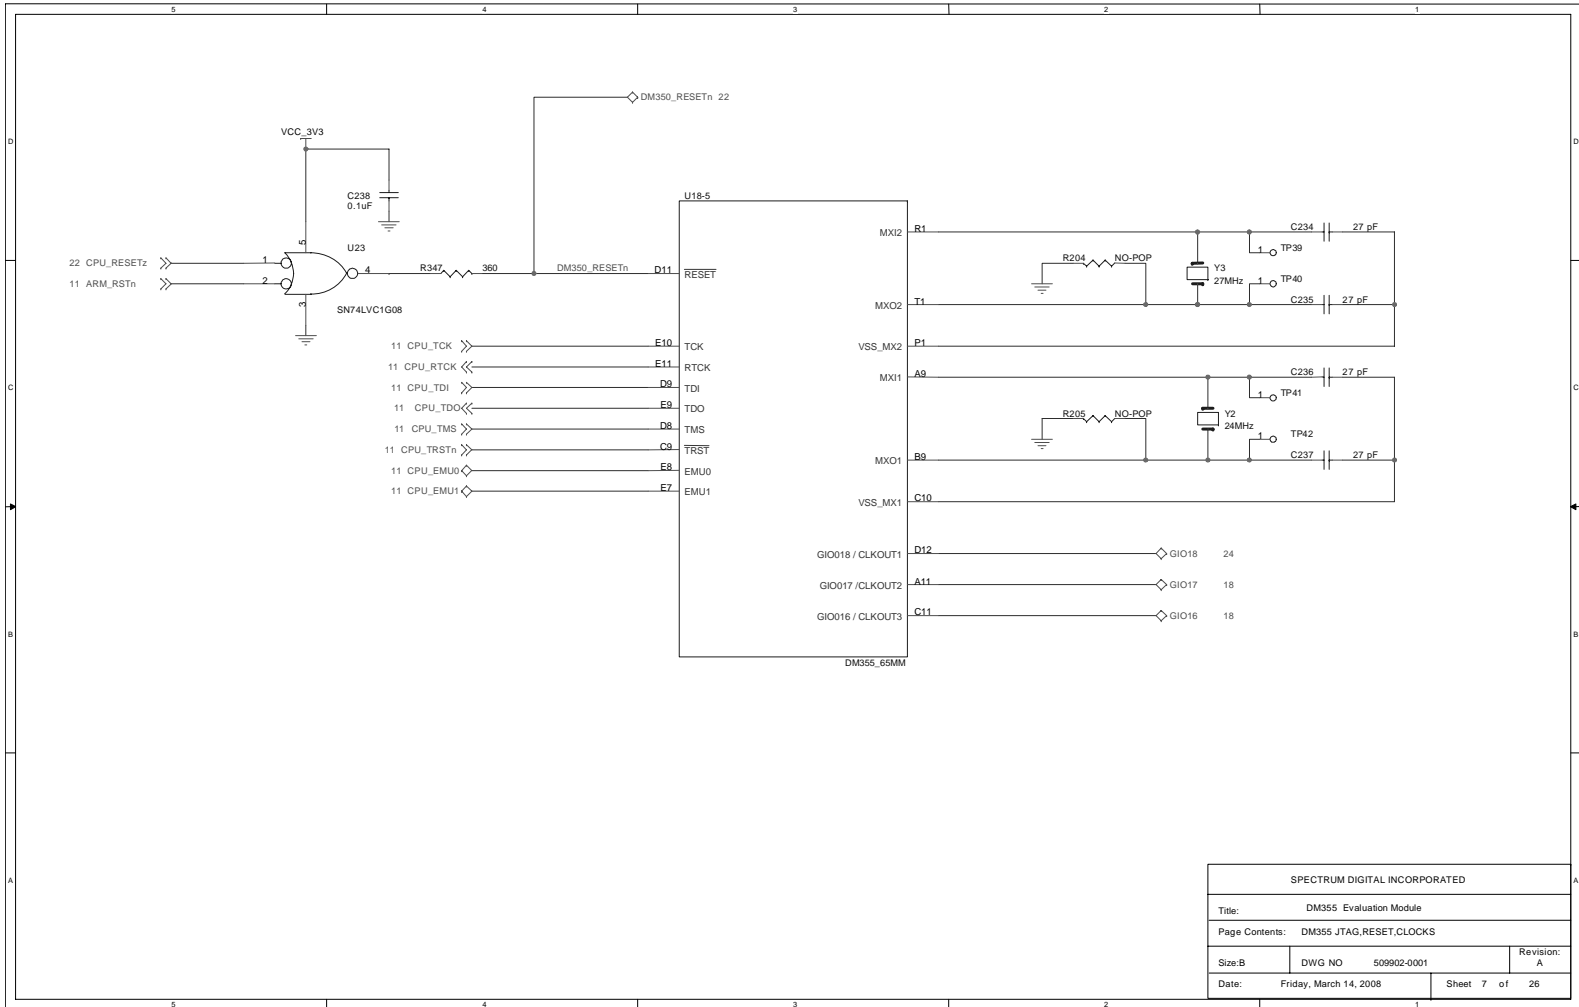 5 4 3 2 1
DM350_RESETn 22
VCC_3V3
D D
C238
0.1uF
U18-5
MXI2 R1
C234 27 pF
1 TP39
5
U23
22 CPU_RESETz 1
4 R347 360 DM350_RESETn D11 RESET
11 ARM_RSTn 2
3
SN74LVC1G08
R204 NO-POP
Y3
27MHz
1 TP40
MXO2 T1
C235 27 pF
11 CPU_TCK E10 TCK
VSS_MX2 P1
11 CPU_RTCK E11 RTCK
MXI1 A9
C236 27 pF
C C
11 CPU_TDI D9 TDI
1 TP41
11 CPU_TDO E9 TDO
R205 NO-POP
Y2
24MHz
11 CPU_TMS D8 TMS
1 TP42
11 CPU_TRSTn C9 TRST
MXO1 B9
C237 27 pF
11 CPU_EMU0 E8 EMU0
11 CPU_EMU1 E7 EMU1
VSS_MX1 C10
GIO018 / CLKOUT1 D12 GIO18 24
GIO017 /CLKOUT2 A11 GIO17 18
GIO016 / CLKOUT3 C11 GIO16 18
B B
DM355_65MM
A A
SPECTRUM DIGITAL INCORPORATED
Title: DM355 Evaluation Module
Page Contents: DM355 JTAG,RESET,CLOCKS
Size:B DWG NO 509902-0001 Revision:
A
Date: Friday, March 14, 2008 Sheet 7 of 26
5 4 3 2 1